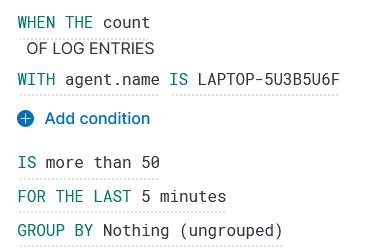 WHEN THE count
OF LOG ENTRIES
WITH agent.name IS LAPTOP-5U3B5U6F
Add condition
IS more than 50
FOR THE LAST 5 minutes
GROUP BY Nothing (ungrouped)